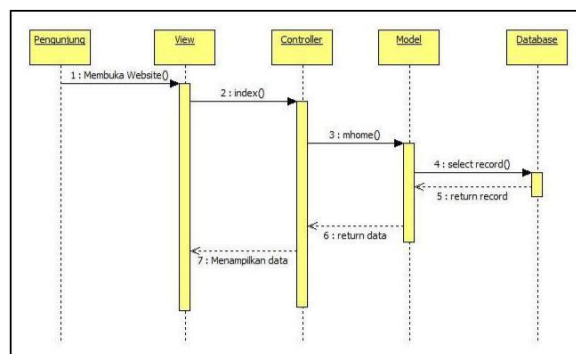 Pengunjung
View
Controller
Model
Database
1 : Membuka Website()
2 : index()
3 : mhome()
4 : select record()
5 : return record
6 : return data
7 : Menampilkan data